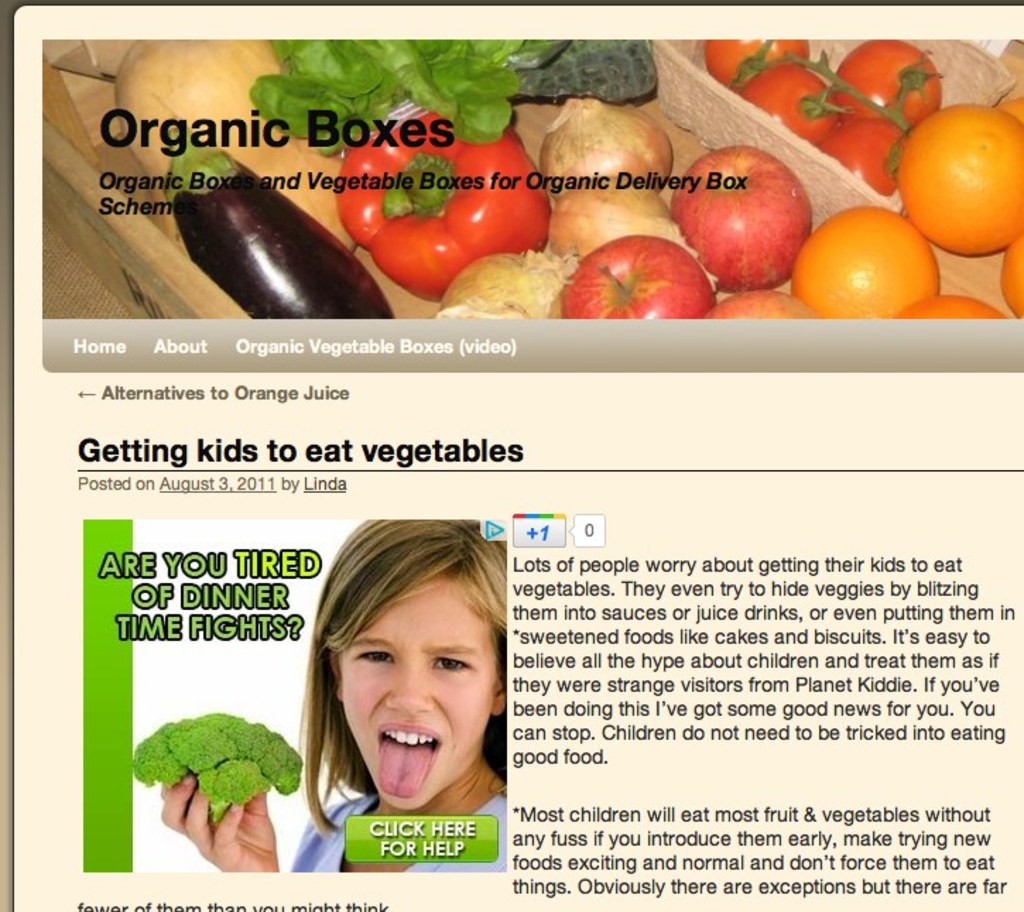 Organic Boxes
Organic Boxes and Vegetable Boxes for Organic Delivery Box
Schemes
Home About Organic Vegetable Boxes (video)
← Alternatives to Orange Juice
Getting kids to eat vegetables
Posted on August 3, 2011 by Linda
ARE YOU TIRED
OF DINNER
TIME FIGHTS?
CLICK HERE
FOR HELP
+1 0
Lots of people worry about getting their kids to eat
vegetables. They even try to hide veggies by blitzing
them into sauces or juice drinks, or even putting them in
*sweetened foods like cakes and biscuits. It's easy to
believe all the hype about children and treat them as if
they were strange visitors from Planet Kiddie. If you've
been doing this I've got some good news for you. You
can stop. Children do not need to be tricked into eating
good food.
*Most children will eat most fruit & vegetables without
any fuss if you introduce them early, make trying new
foods exciting and normal and don't force them to eat
things. Obviously there are exceptions but there are far
fewer of them than you might think